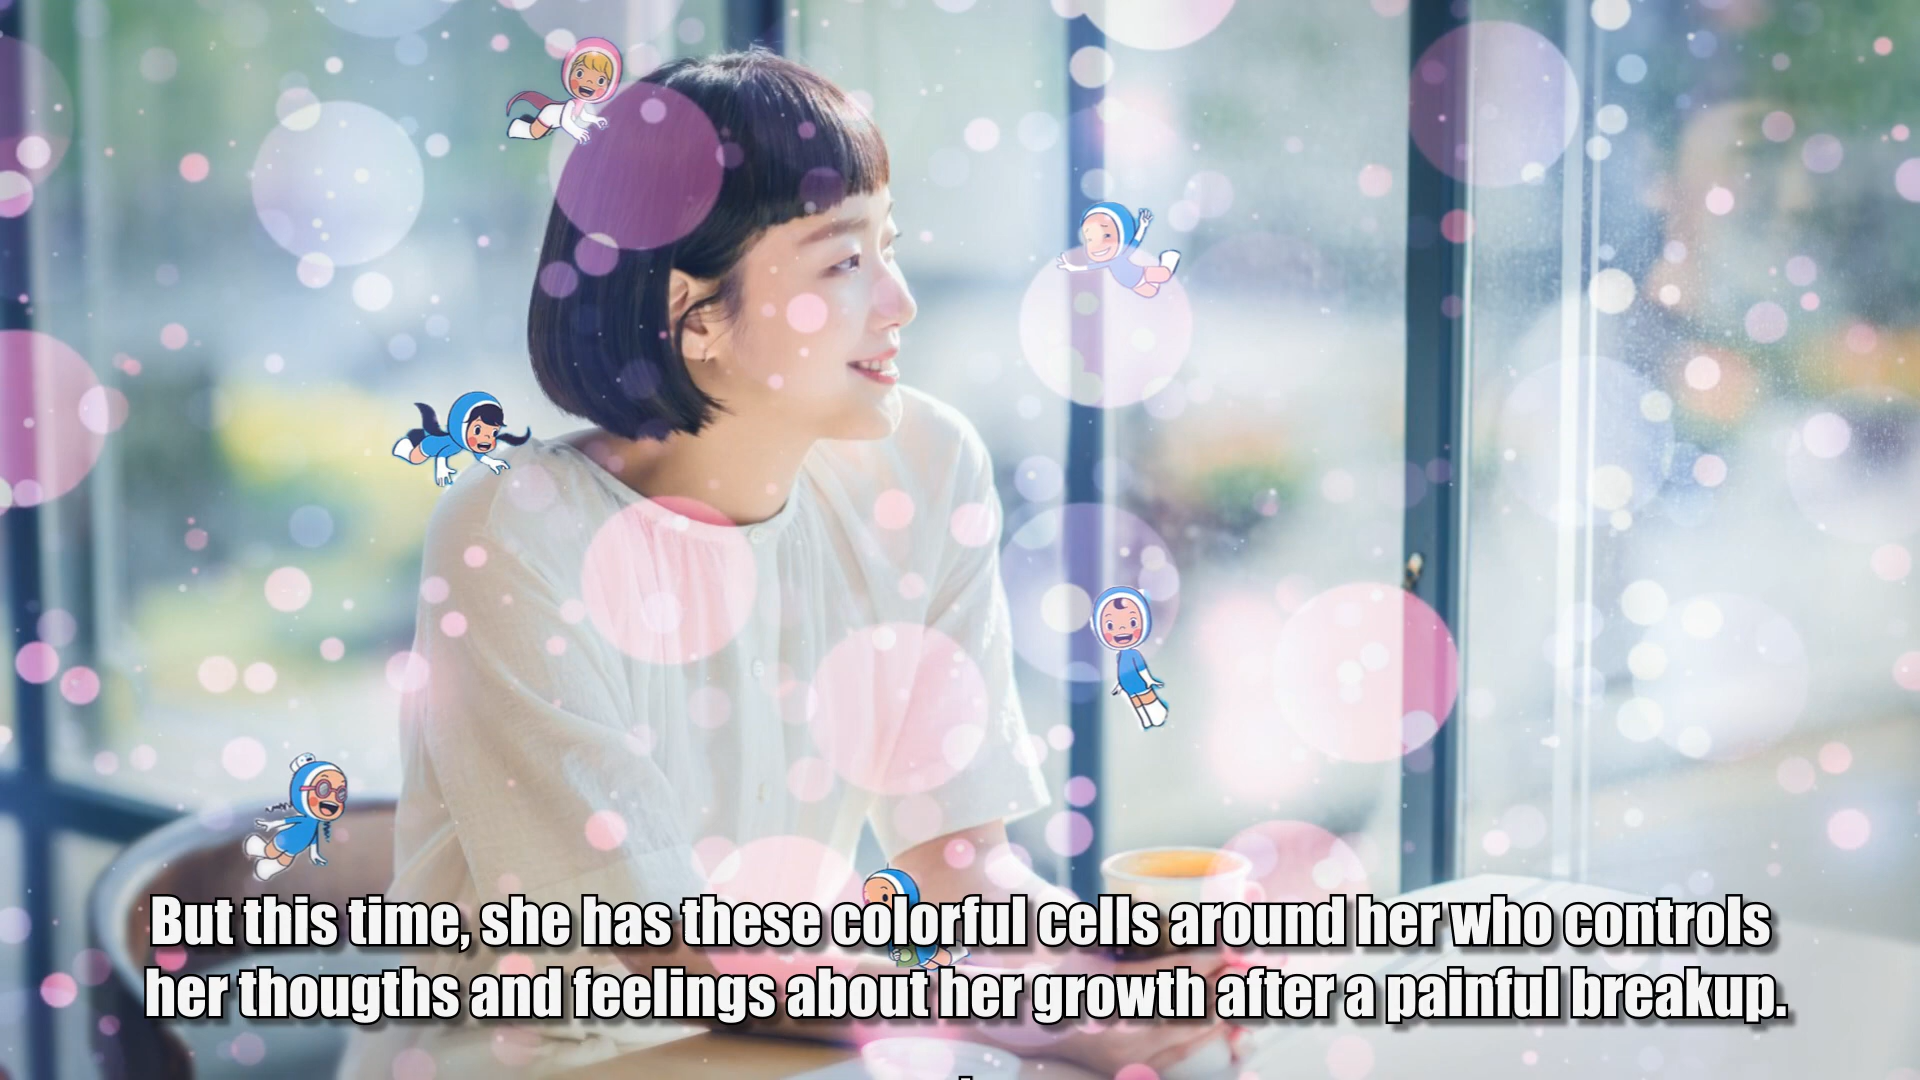 But this time, she has these colorful cells around her who controls
her thougths and feelings about her growth after a painful breakup.